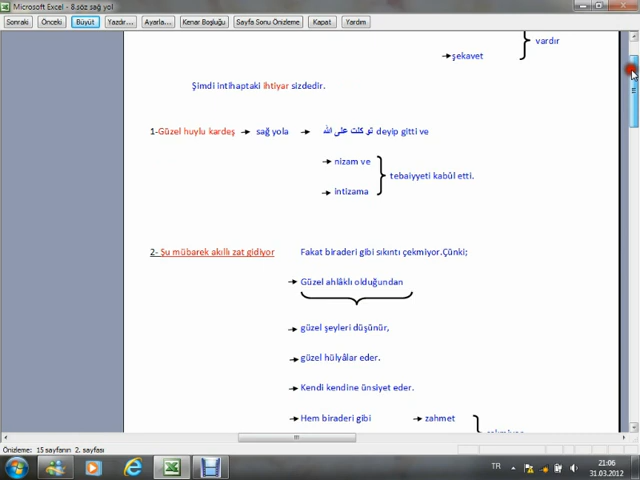 Microsoft Excel - 8.söz sağ yol
Sonraki Önceki Büyüt Yazdır... Ayarla... Kenar Boşluğu Sayfa Sonu Önizleme Kapat Yardım
vardır
şekavet
Şimdi intihaptaki ihtiyar sizdedir.
1-Güzel huylu kardeş sağ yola تو كلت على الله deyip gitti ve
nizam ve
tebaiyyeti kabûl etti.
intizama
2- Şu mübarek akıllı zat gidiyor Fakat biraderi gibi sıkıntı çekmiyor.Çünki;
Güzel ahlâklı olduğundan
güzel şeyleri düşünür,
güzel hülyâlar eder.
Kendi kendine ünsiyet eder.
Hem biraderi gibi zahmet
Önizleme: 15 sayfanın 2. sayfası
TR 21:06
31.03.2012